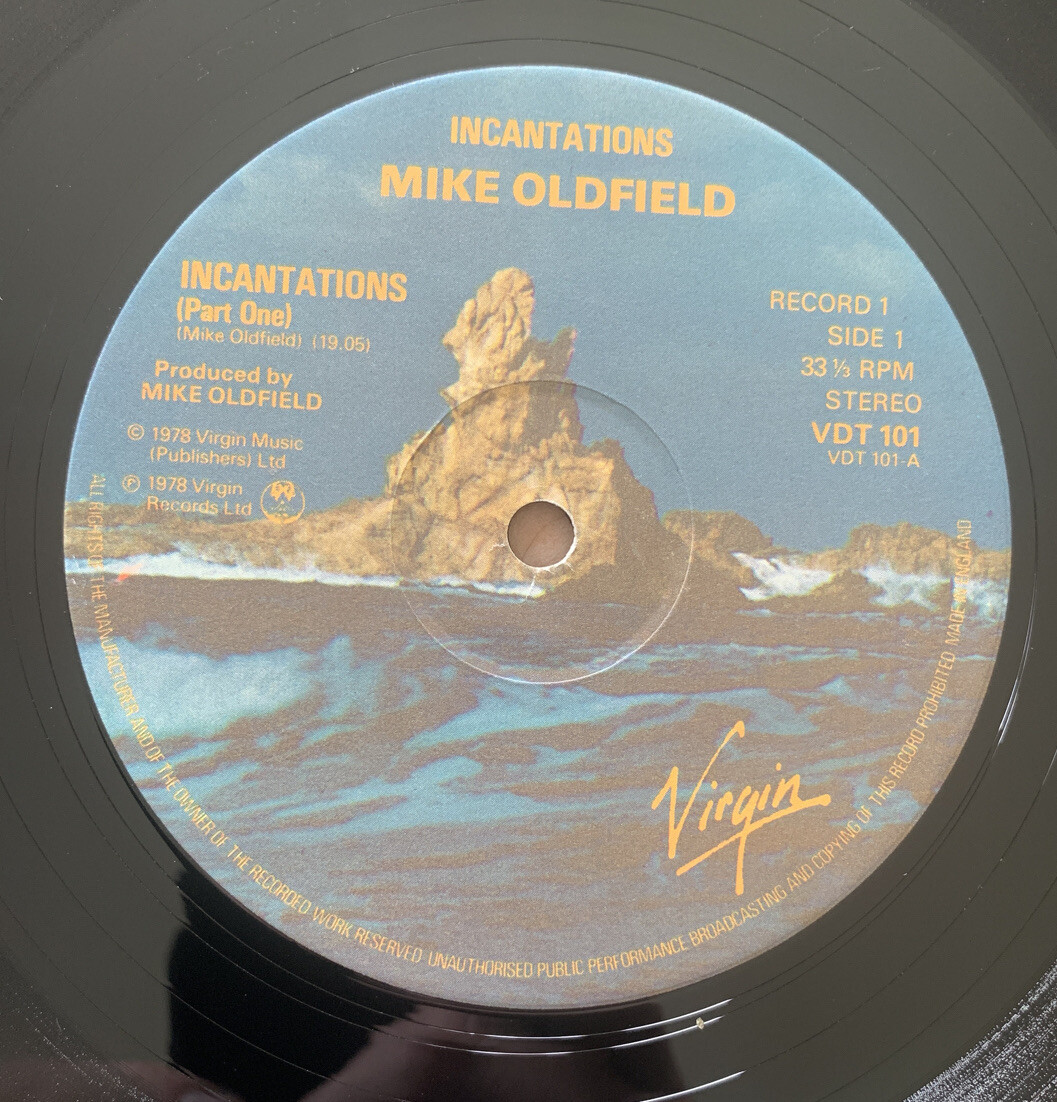 INCANTATIONS
MIKE OLDFIELD
INCANTATIONS
(Part One)
(Mike Oldfield) (19.05)
Produced by
MIKE OLDFIELD
© 1978 Virgin Music
(Publishers) Ltd
℗ 1978 Virgin
Records Ltd
RECORD 1
SIDE 1
33 ⅓ RPM
STEREO
VDT 101
VDT 101-A
Virgin
ALL RIGHTS OF THE MANUFACTURER AND OF THE OWNER OF THE RECORDED WORK RESERVED UNAUTHORISED PUBLIC PERFORMANCE BROADCASTING AND COPYING OF THIS RECORD PROHIBITED MADE IN ENGLAND